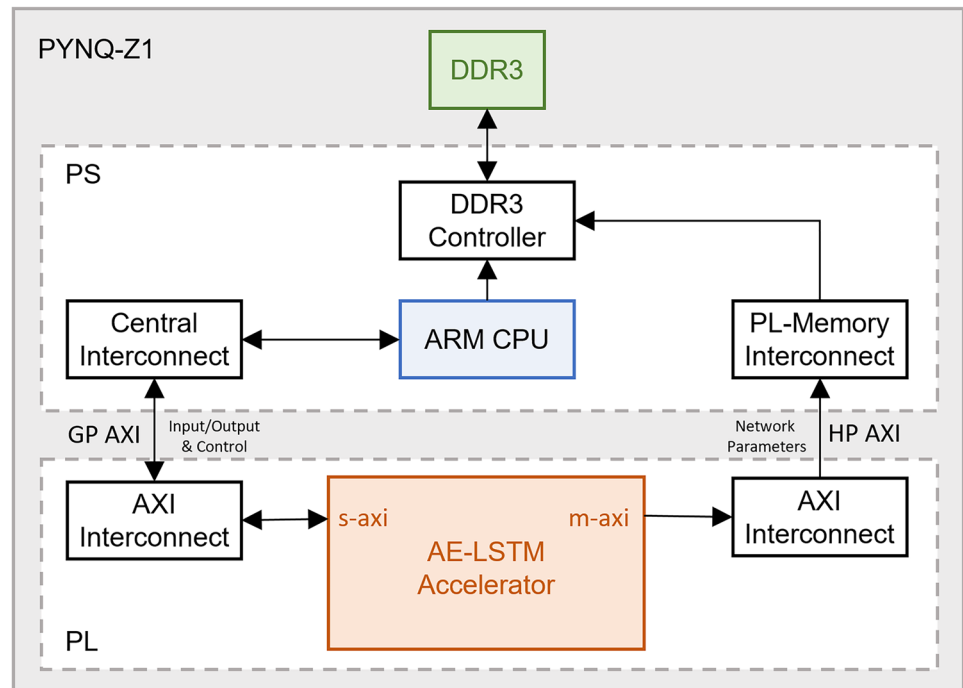 PYNQ-Z1
DDR3
PS
DDR3
Controller
Central
Interconnect
ARM CPU
PL-Memory
Interconnect
GP AXI
Input/Output
& Control
Network
Parameters
HP AXI
AXI
Interconnect
s-axi
m-axi
AE-LSTM
Accelerator
AXI
Interconnect
PL